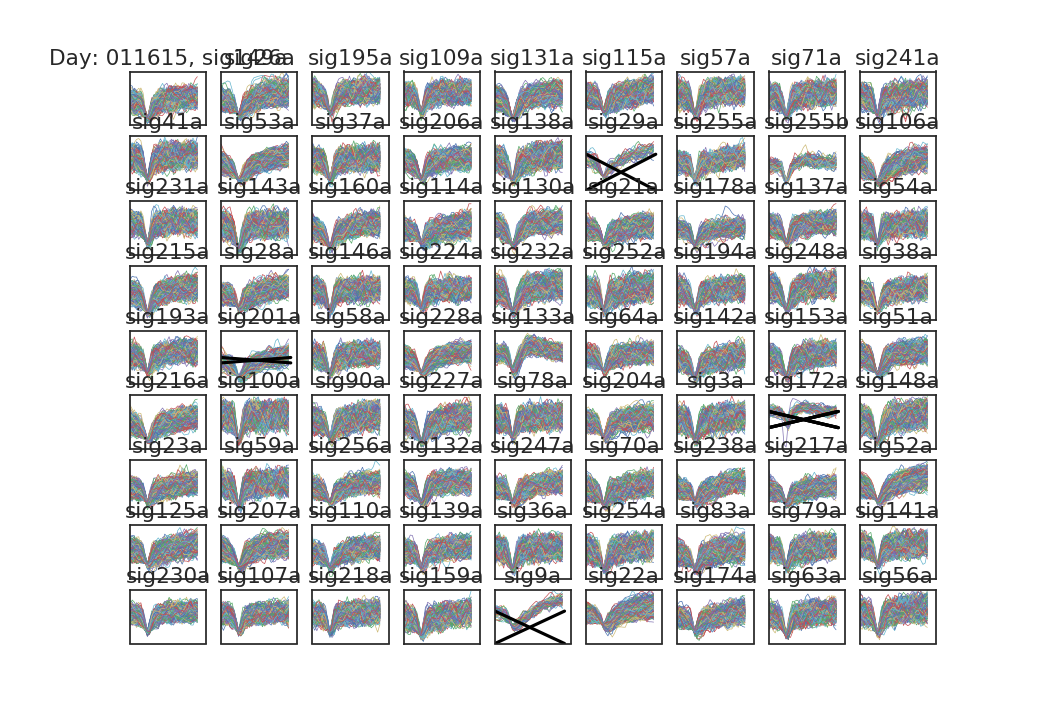 Day: 011615, sig149a sig26a sig195a sig109a sig131a sig115a sig57a sig71a sig241a
sig41a sig53a sig37a sig206a sig138a sig29a sig255a sig255b sig106a
sig231a sig143a sig160a sig114a sig130a sig21a sig178a sig137a sig54a
sig215a sig28a sig146a sig224a sig232a sig252a sig194a sig248a sig38a
sig193a sig201a sig58a sig228a sig133a sig64a sig142a sig153a sig51a
sig216a sig100a sig90a sig227a sig78a sig204a sig3a sig172a sig148a
sig23a sig59a sig256a sig132a sig247a sig70a sig238a sig217a sig52a
sig125a sig207a sig110a sig139a sig36a sig254a sig83a sig79a sig141a
sig230a sig107a sig218a sig159a sig9a sig22a sig174a sig63a sig56a